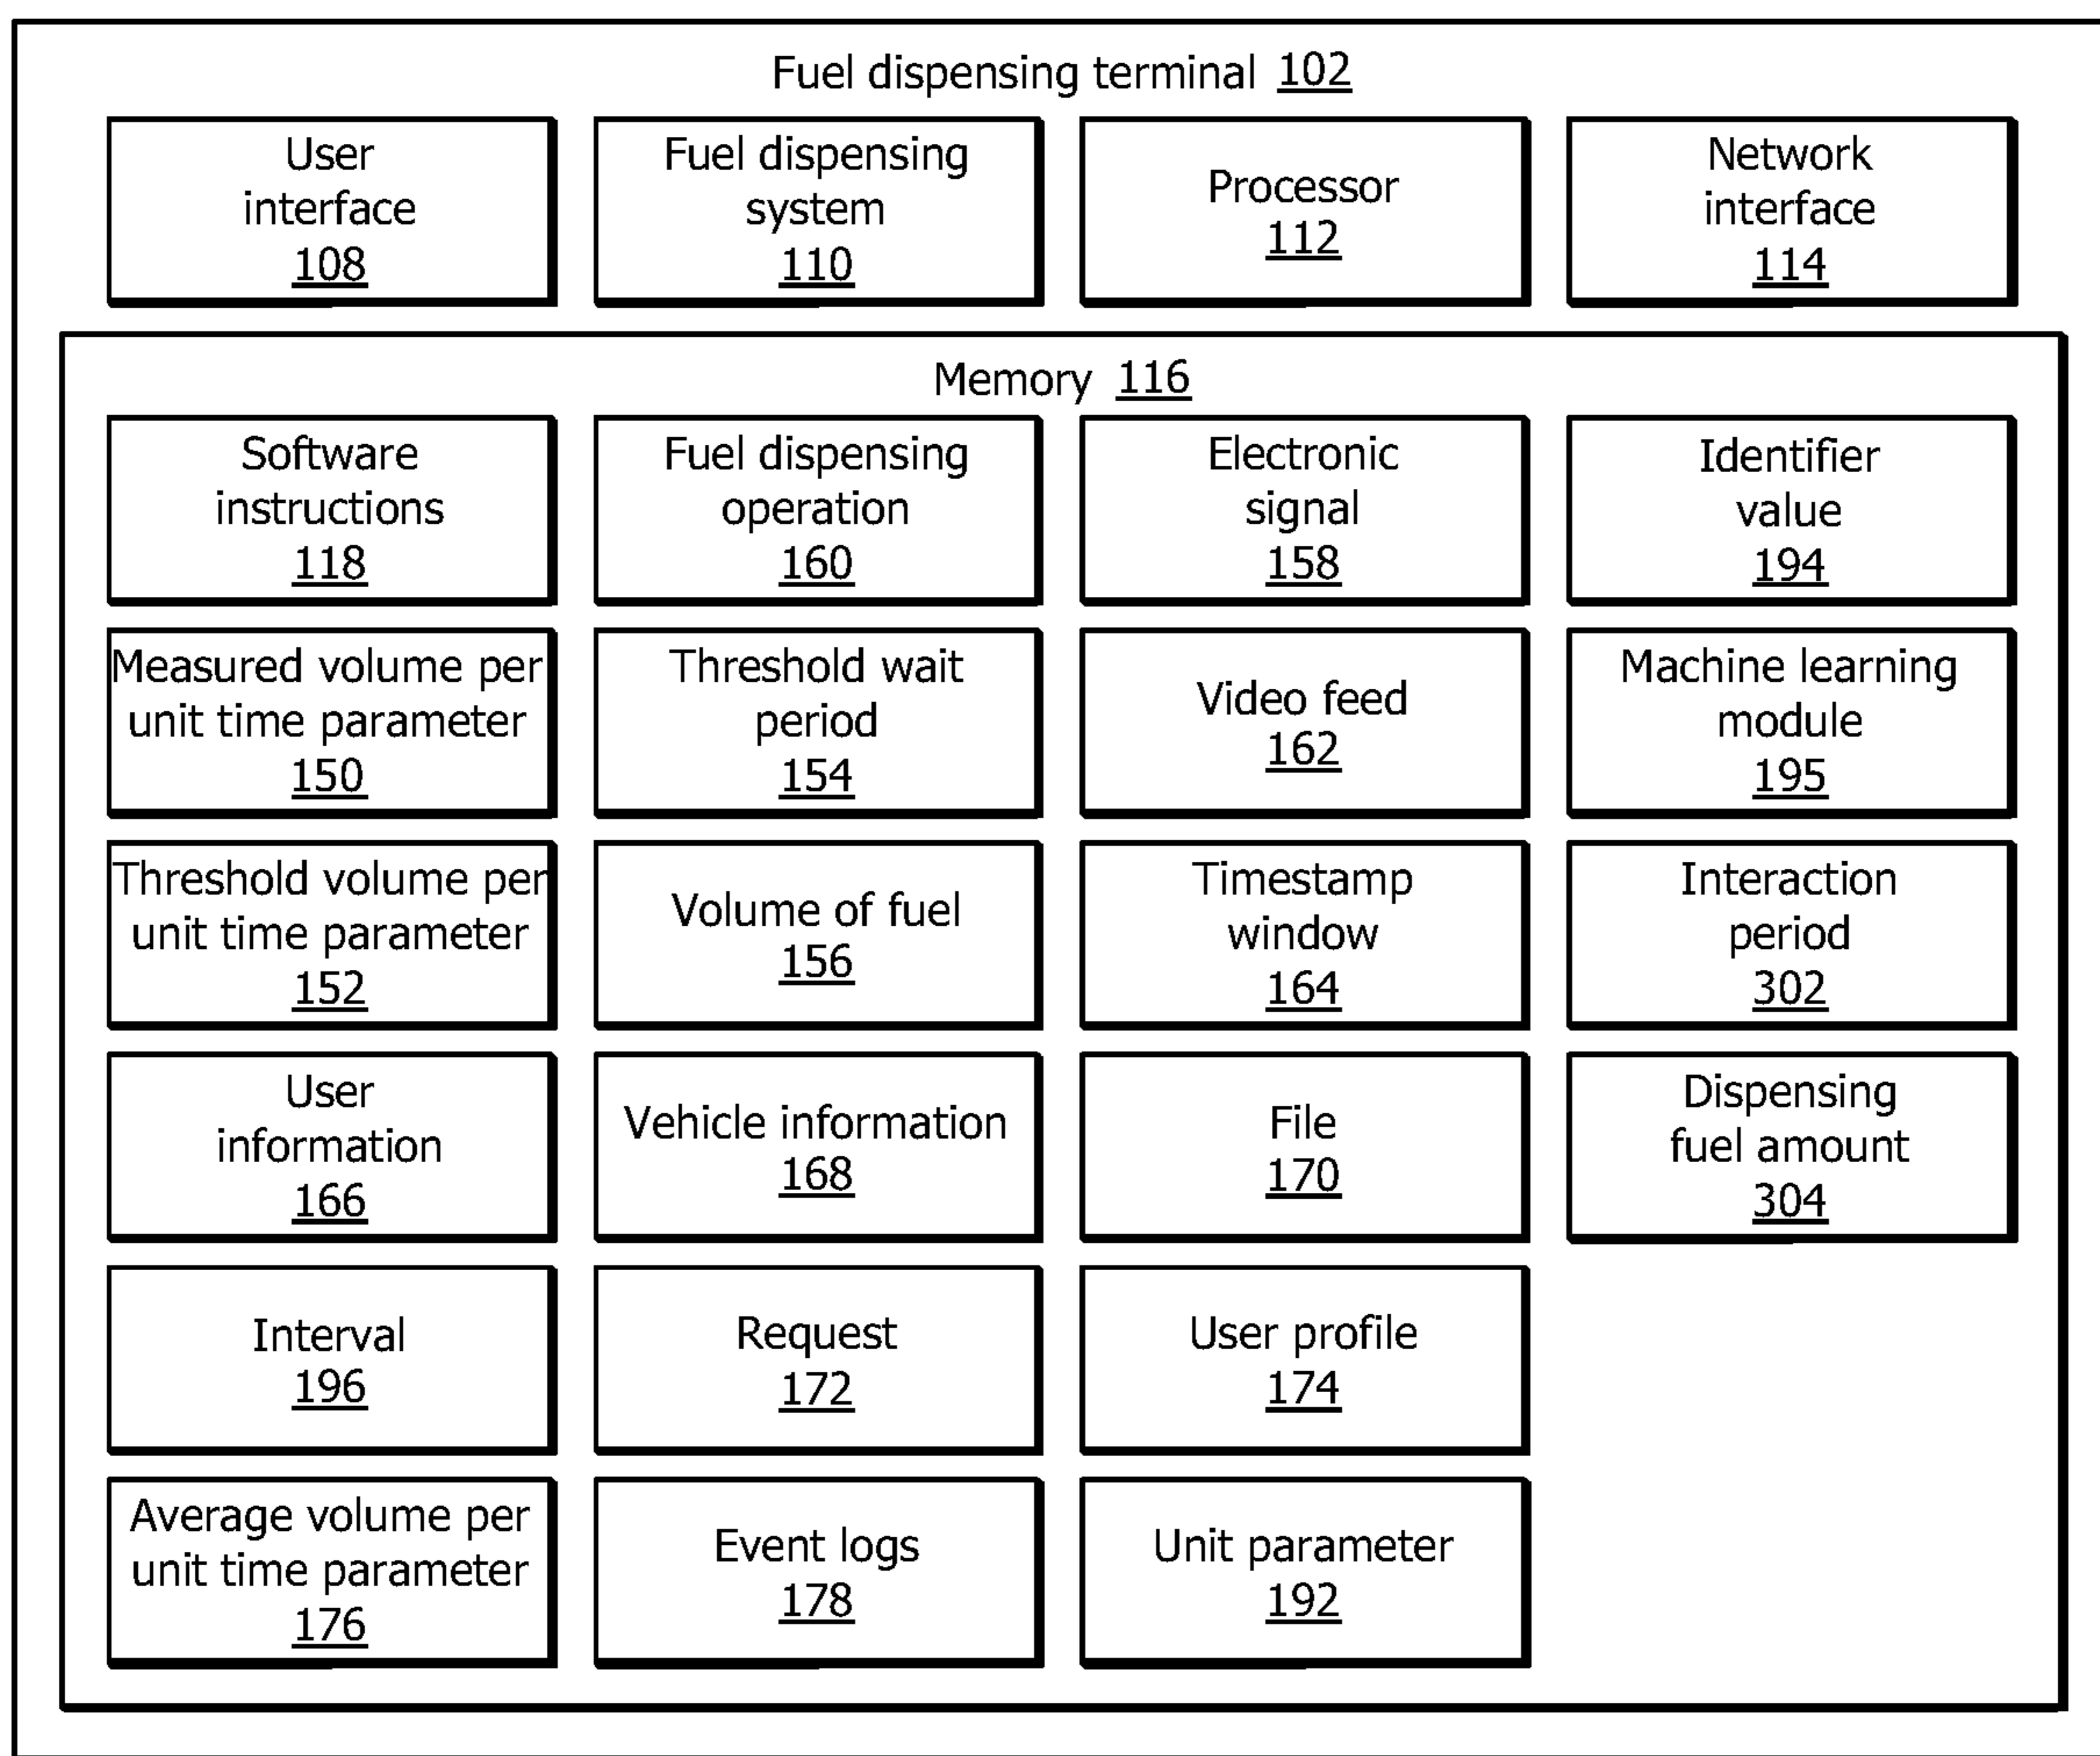 Fuel dispensing terminal 102
User
interface
108
Fuel dispensing
system
110
Processor
112
Network
interface
114
Memory 116
Software
instructions
118
Fuel dispensing
operation
160
Electronic
signal
158
Identifier
value
194
Measured volume per
unit time parameter
150
Threshold wait
period
154
Video feed
162
Machine learning
module
195
Threshold volume per
unit time parameter
152
Volume of fuel
156
Timestamp
window
164
Interaction
period
302
User
information
166
Vehicle information
168
File
170
Dispensing
fuel amount
304
Interval
196
Request
172
User profile
174
Average volume per
unit time parameter
176
Event logs
178
Unit parameter
192